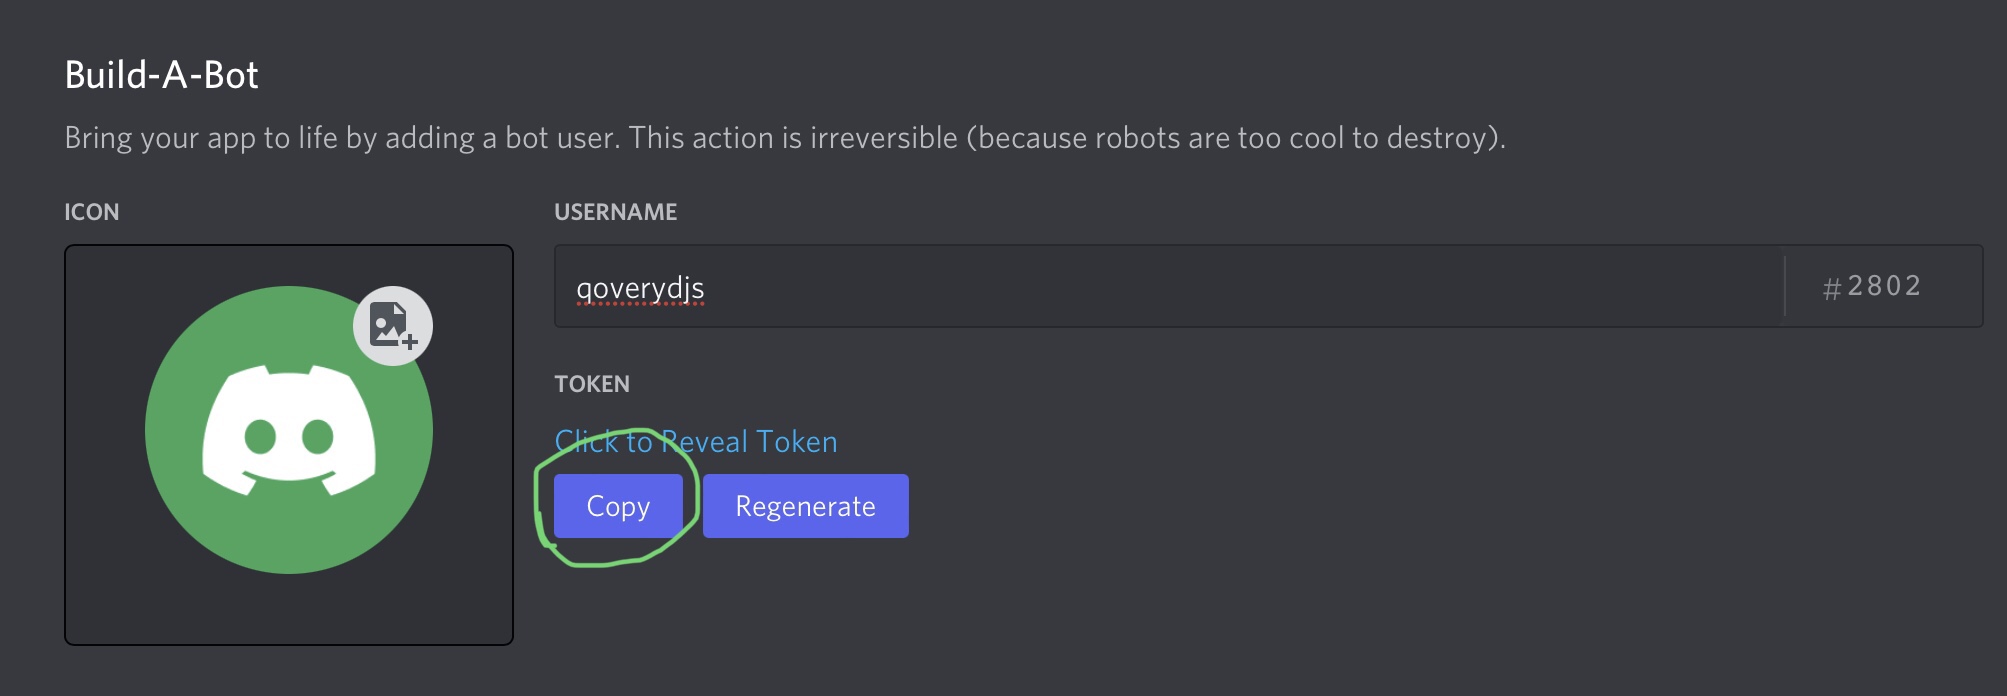 Build-A-Bot
Bring your app to life by adding a bot user. This action is irreversible (because robots are too cool to destroy).
ICON
USERNAME
qoverydjs
#2802
TOKEN
Click to Reveal Token
Copy
Regenerate